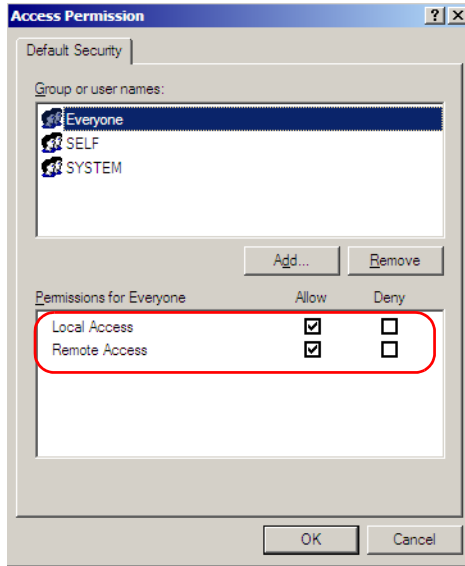 Access Permission
Default Security
Group or user names:
Everyone
SELF
SYSTEM
Add... Remove
Permissions for Everyone Allow Deny
Local Access
Remote Access
OK Cancel